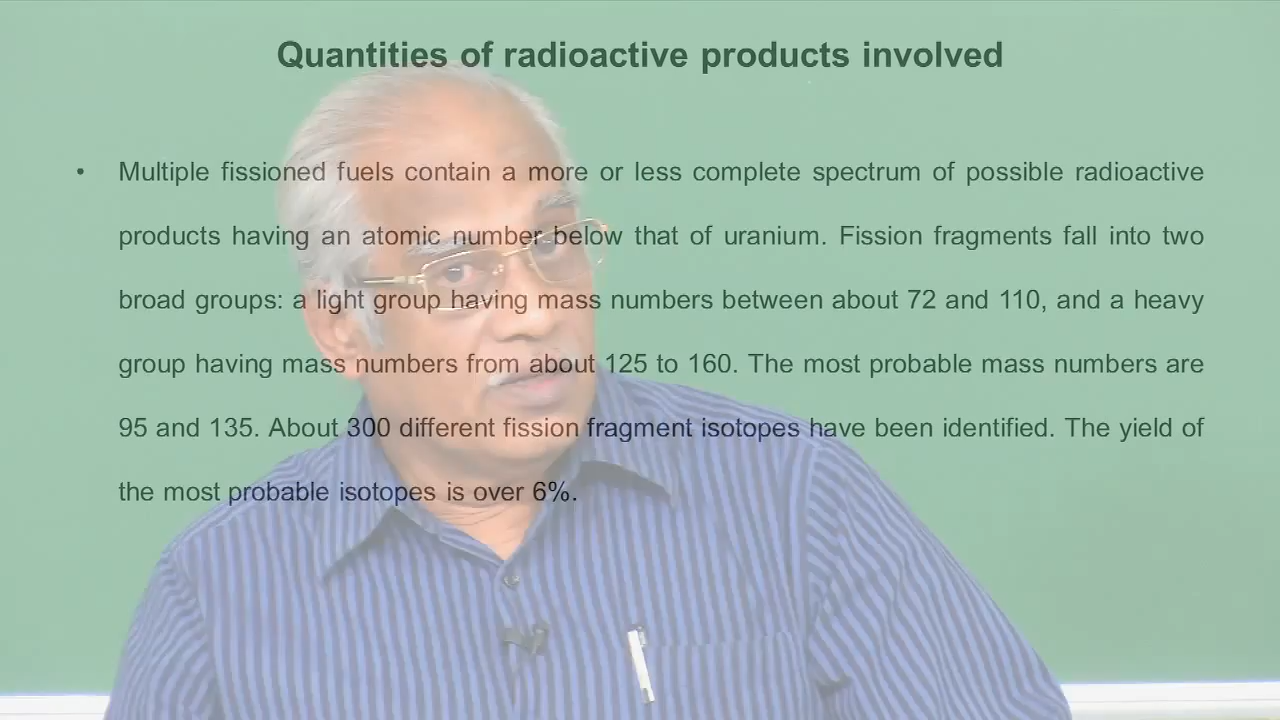 Quantities of radioactive products involved
• Multiple fissioned fuels contain a more or less complete spectrum of possible radioactive
products having an atomic number below that of uranium. Fission fragments fall into two
broad groups: a light group having mass numbers between about 72 and 110, and a heavy
group having mass numbers from about 125 to 160. The most probable mass numbers are
95 and 135. About 300 different fission fragment isotopes have been identified. The yield of
the most probable isotopes is over 6%.